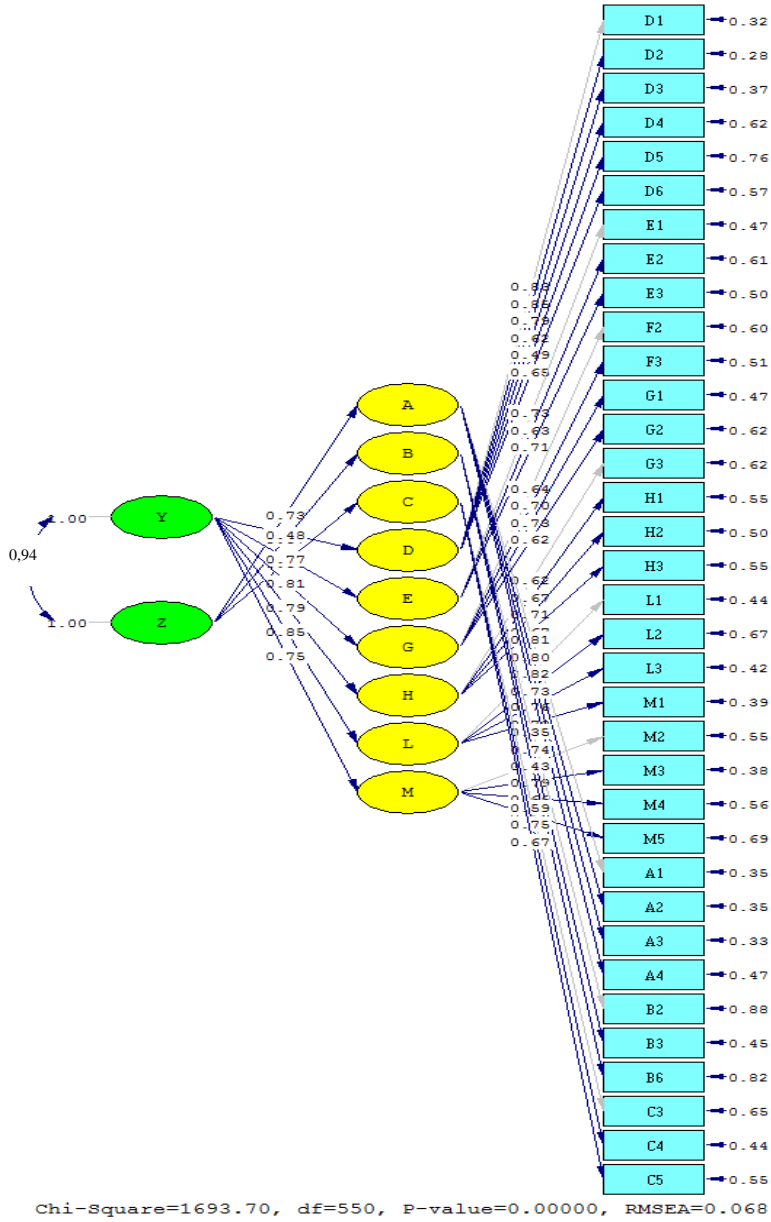 D1 0.32
D2 0.28
D3 0.37
D4 0.62
D5 0.76
D6 0.57
E1 0.47
E2 0.61
E3 0.50
F2 0.60
F3 0.51
G1 0.47
G2 0.62
G3 0.62
H1 0.55
H2 0.50
H3 0.55
L1 0.44
L2 0.67
L3 0.42
M1 0.39
M2 0.55
M3 0.38
M4 0.56
M5 0.69
A1 0.35
A2 0.35
A3 0.33
A4 0.47
B2 0.88
B3 0.45
B6 0.82
C3 0.65
C4 0.44
C5 0.55
0.79
0.62
0.49
0.65
0.73
0.63
0.71
0.64
0.70
0.73
0.62
0.62
0.67
0.71
0.81
0.80
0.82
0.73
0.35
0.74
0.43
0.79
0.59
0.75
0.67
A
B
C
D
E
G
H
L
M
0.73
0.48
0.77
0.81
0.79
0.85
0.75
1.00 Y
0,94
1.00 Z
Chi-Square=1693.70, df=550, P-value=0.00000, RMSEA=0.068